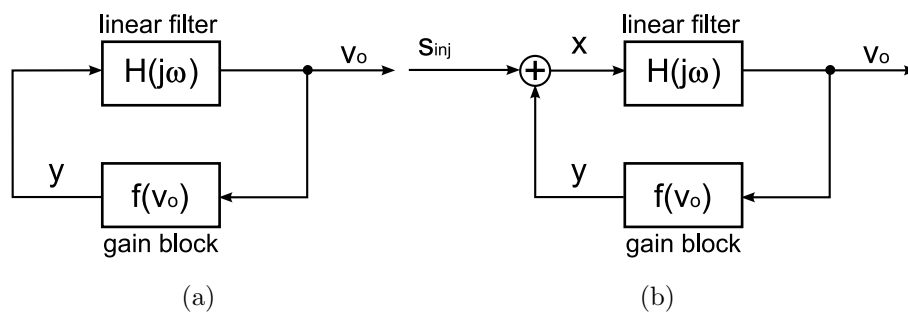 linear filter
H(jω)
vo
y
f(vo)
gain block
(a)
sinj
+
x
linear filter
H(jω)
vo
y
f(vo)
gain block
(b)